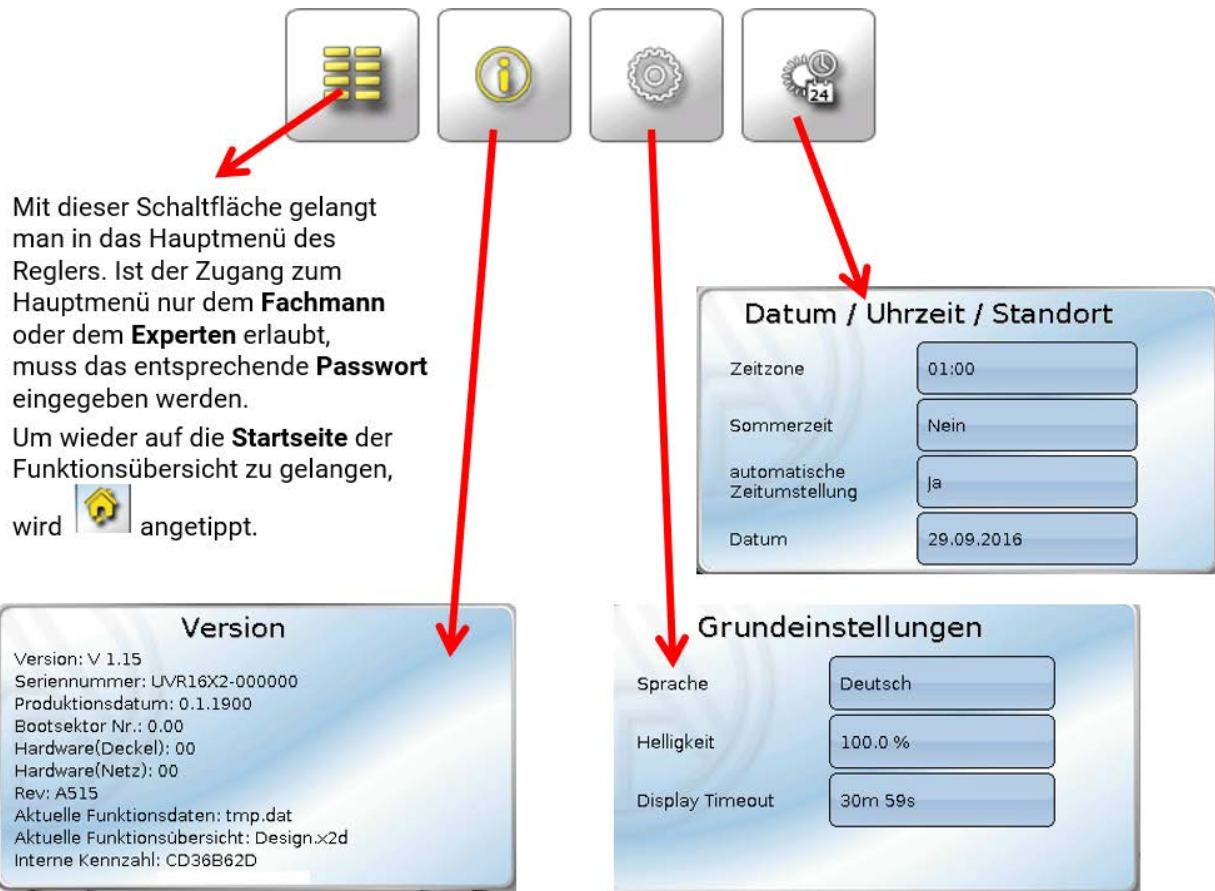 24
Mit dieser Schaltfläche gelangt
man in das Hauptmenü des
Reglers. Ist der Zugang zum
Hauptmenü nur dem Fachmann
oder dem Experten erlaubt,
muss das entsprechende Passwort
eingegeben werden.
Um wieder auf die Startseite der
Funktionsübersicht zu gelangen,
wird angetippt.
Datum / Uhrzeit / Standort
Zeitzone 01:00
Sommerzeit Nein
automatische
Zeitumstellung Ja
Datum 29.09.2016
Version
Version: V 1.15
Seriennummer: UVR16X2-000000
Produktionsdatum: 0.1.1900
Bootsektor Nr.: 0.00
Hardware(Deckel): 00
Hardware(Netz): 00
Rev: A515
Aktuelle Funktionsdaten: tmp.dat
Aktuelle Funktionsübersicht: Design.x2d
Interne Kennzahl: CD36B62D
Grundeinstellungen
Sprache Deutsch
Helligkeit 100.0 %
Display Timeout 30m 59s